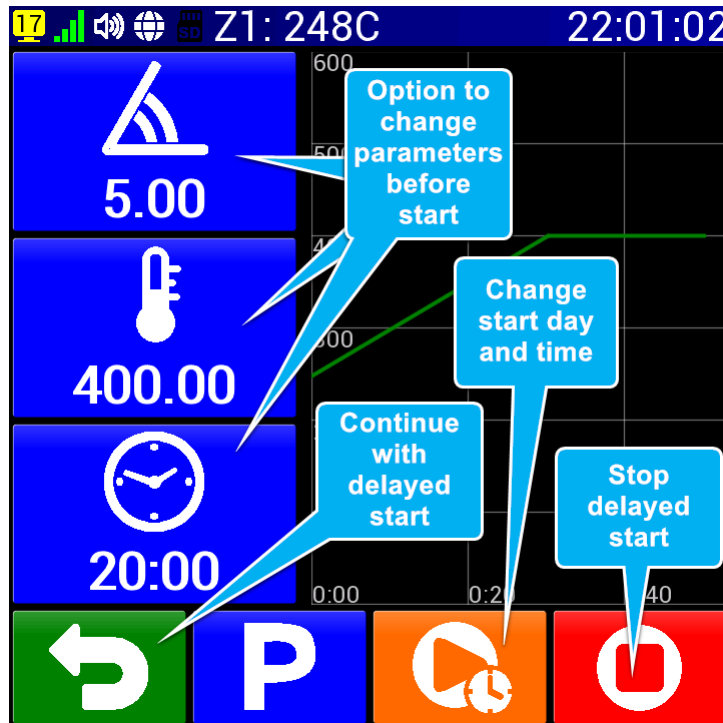 17 SD Z1: 248C 22:01:02
600
Option to
change
parameters
before
start
5.00
400.00
Change
start day
and time
Continue
with
delayed
start
Stop
delayed
start
20:00
0:00
P